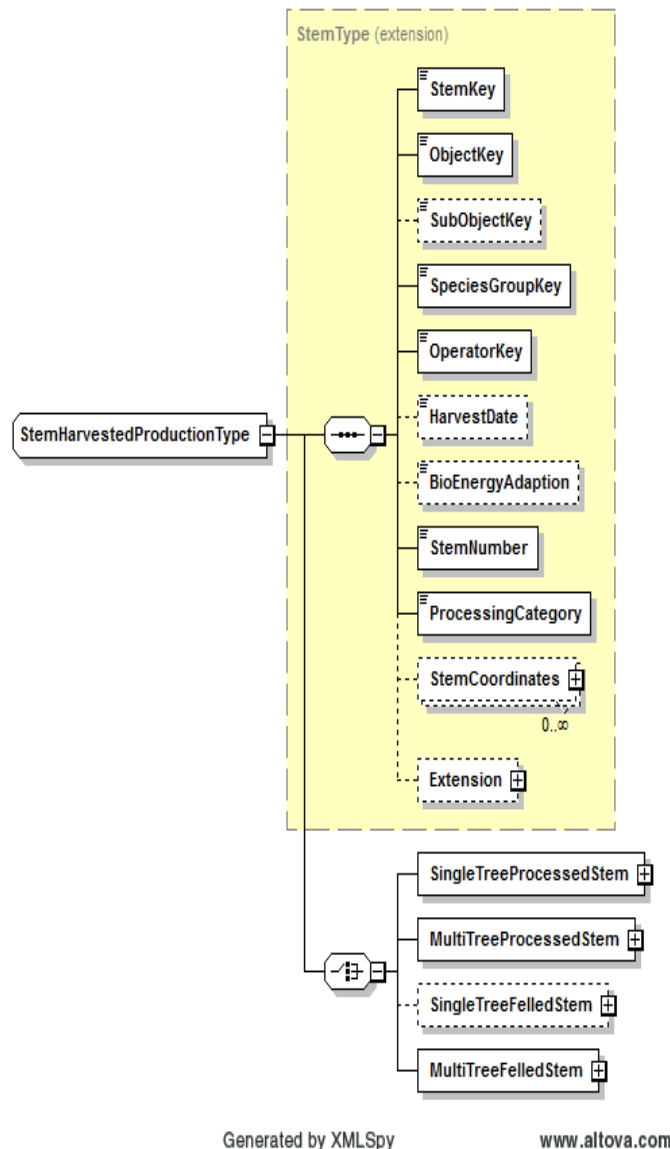 StemType (extension)
StemKey
ObjectKey
SubObjectKey
SpeciesGroupKey
OperatorKey
StemHarvestedProductionType
HarvestDate
BioEnergyAdaption
StemNumber
ProcessingCategory
StemCoordinates
0..∞
Extension
SingleTreeProcessedStem
MultiTreeProcessedStem
SingleTreeFelledStem
MultiTreeFelledStem
Generated by XMLSpy www.altova.com